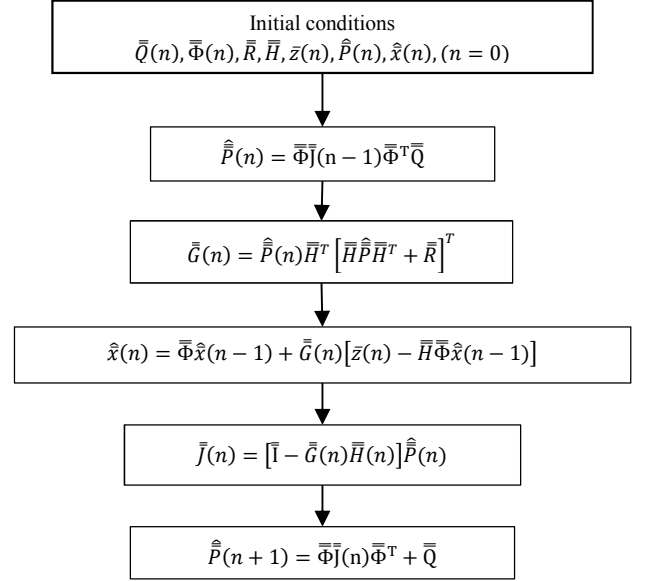 Initial conditions
Q̿(n), Φ̿(n), R̿, H̿, z̄(n), P̂(n), x̂(n), (n = 0)
P̿̂(n) = Φ̿J̿(n − 1)Φ̿ᵀQ̿
G̿(n) = P̿̂(n)H̿ᵀ[H̿P̿̂H̿ᵀ + R̿]ᵀ
x̂(n) = Φ̿x̂(n − 1) + G̿(n)[z̄(n) − H̿Φ̿x̂(n − 1)]
J̿(n) = [I̿ − G̿(n)H̿(n)]P̿̂(n)
P̿̂(n + 1) = Φ̿J̿(n)Φ̿ᵀ + Q̿